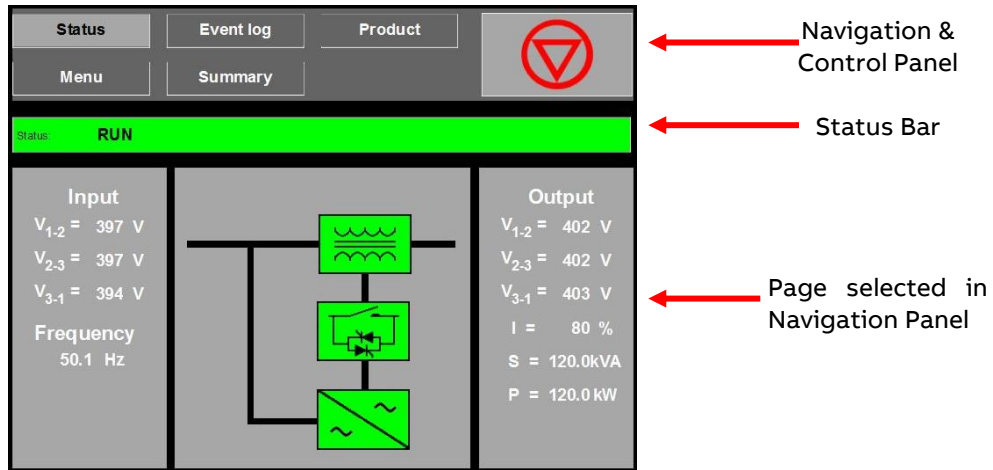 Status
Event log
Product
Menu
Summary
Navigation &
Control Panel
Status: RUN
Status Bar
Input
V1-2 = 397 V
V2-3 = 397 V
V3-1 = 394 V
Frequency
50.1 Hz
Output
V1-2 = 402 V
V2-3 = 402 V
V3-1 = 403 V
I = 80 %
S = 120.0kVA
P = 120.0 kW
Page selected in
Navigation Panel